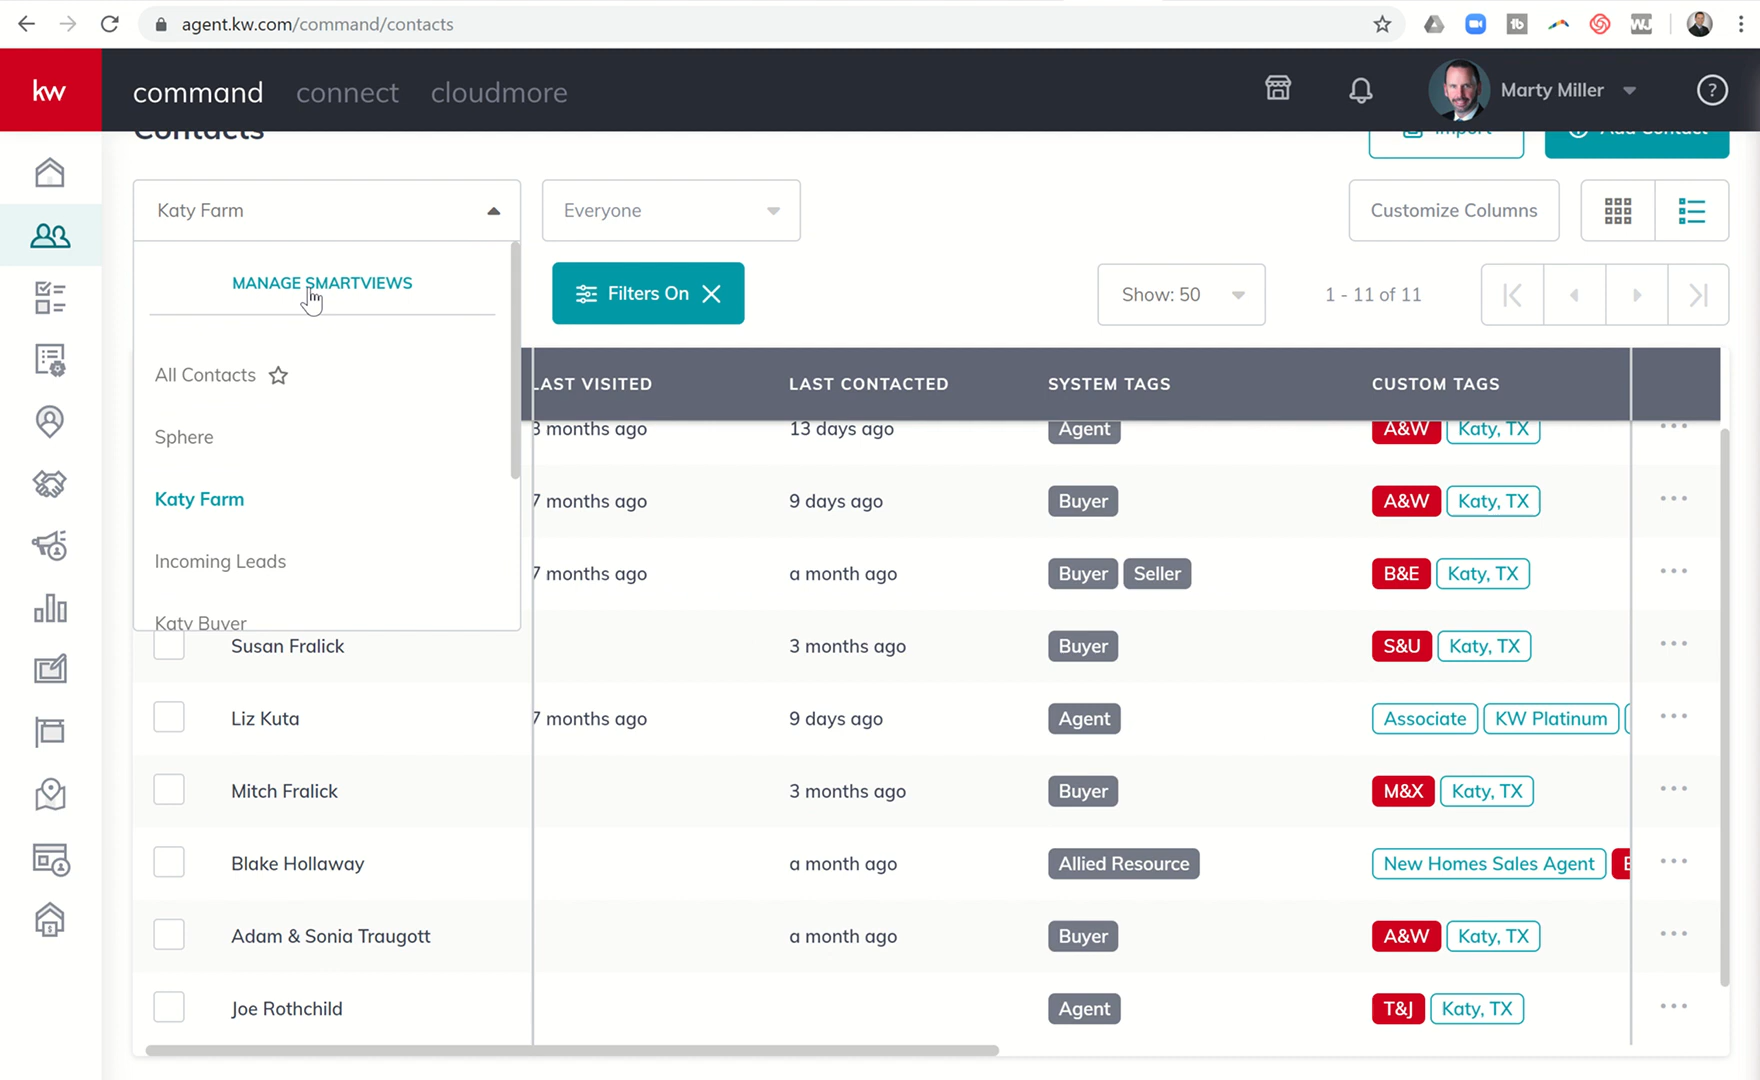 agent.kw.com/command/contacts
kw command connect cloudmore Marty Miller ?
Contacts Import Add Contact
Katy Farm Everyone Customize Columns
MANAGE SMARTVIEWS Filters On Show: 50 1 - 11 of 11
All Contacts
Sphere
Katy Farm
Incoming Leads
Katy Buyer
LAST VISITED LAST CONTACTED SYSTEM TAGS CUSTOM TAGS
3 months ago 13 days ago Agent A&W Katy, TX
7 months ago 9 days ago Buyer A&W Katy, TX
7 months ago a month ago Buyer Seller B&E Katy, TX
Susan Fralick 3 months ago Buyer S&U Katy, TX
Liz Kuta 7 months ago 9 days ago Agent Associate KW Platinum
Mitch Fralick 3 months ago Buyer M&X Katy, TX
Blake Hollaway a month ago Allied Resource New Homes Sales Agent
Adam & Sonia Traugott a month ago Buyer A&W Katy, TX
Joe Rothchild Agent T&J Katy, TX